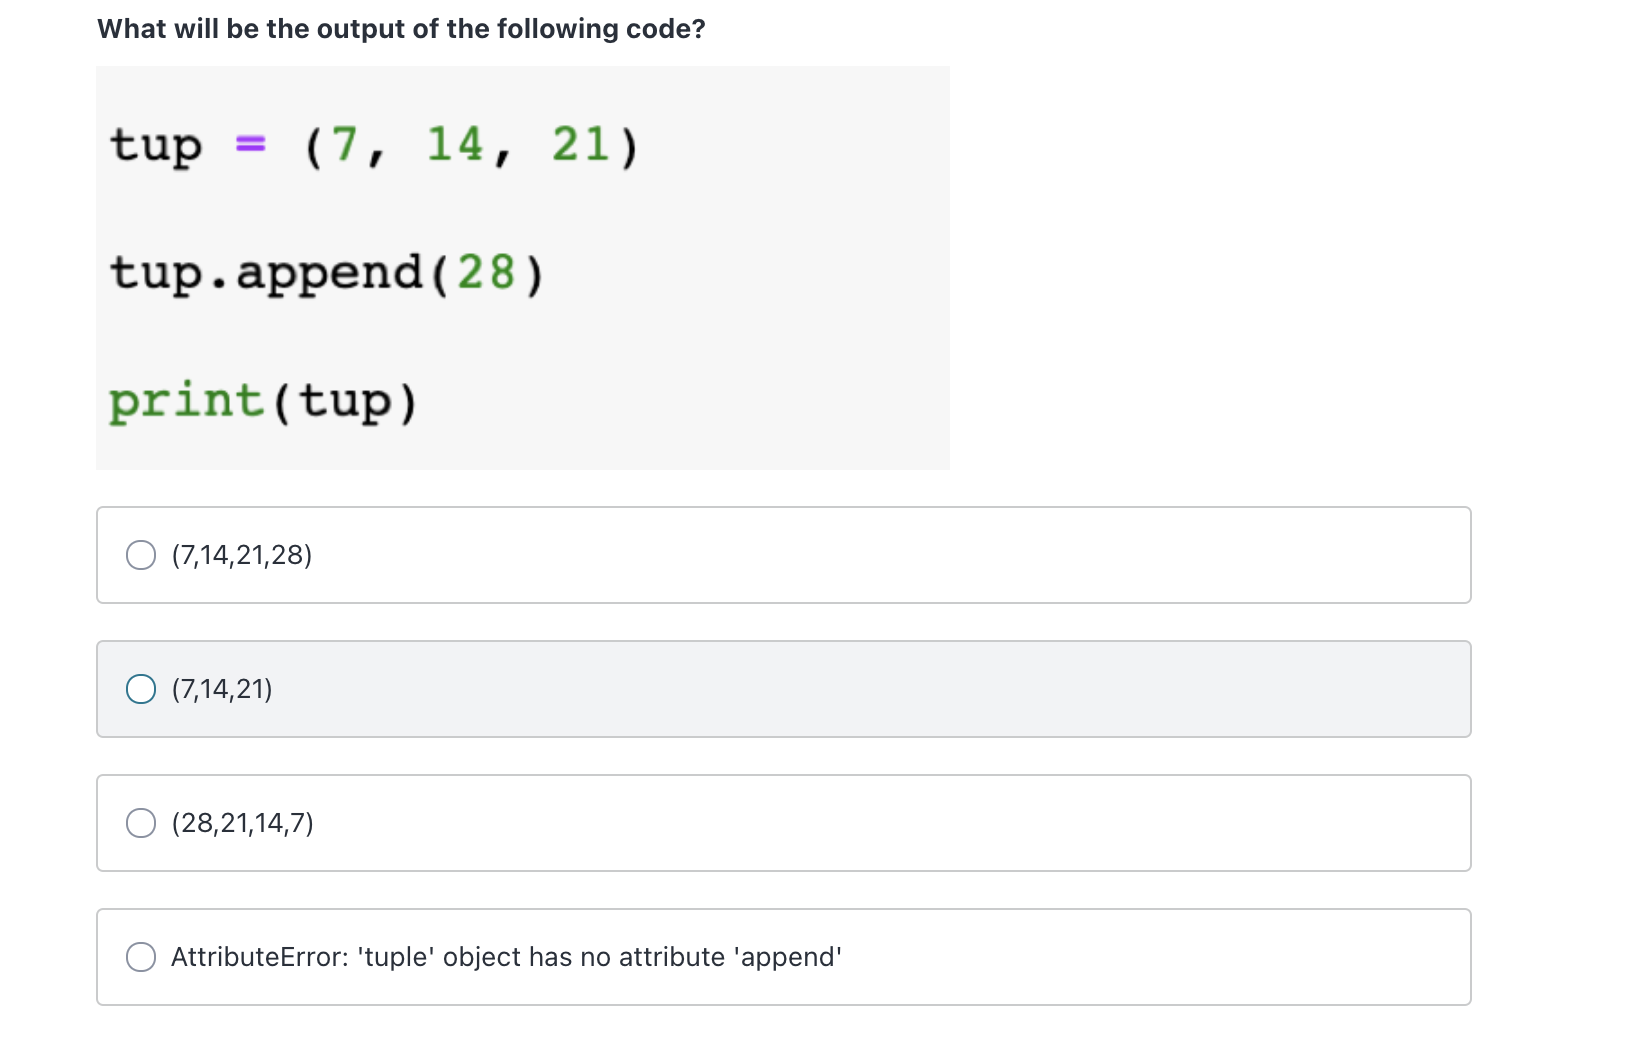 What will be the output of the following code?
tup = (7, 14, 21)
tup.append(28)
print(tup)
(7,14,21,28)
(7,14,21)
(28,21,14,7)
AttributeError: 'tuple' object has no attribute 'append'